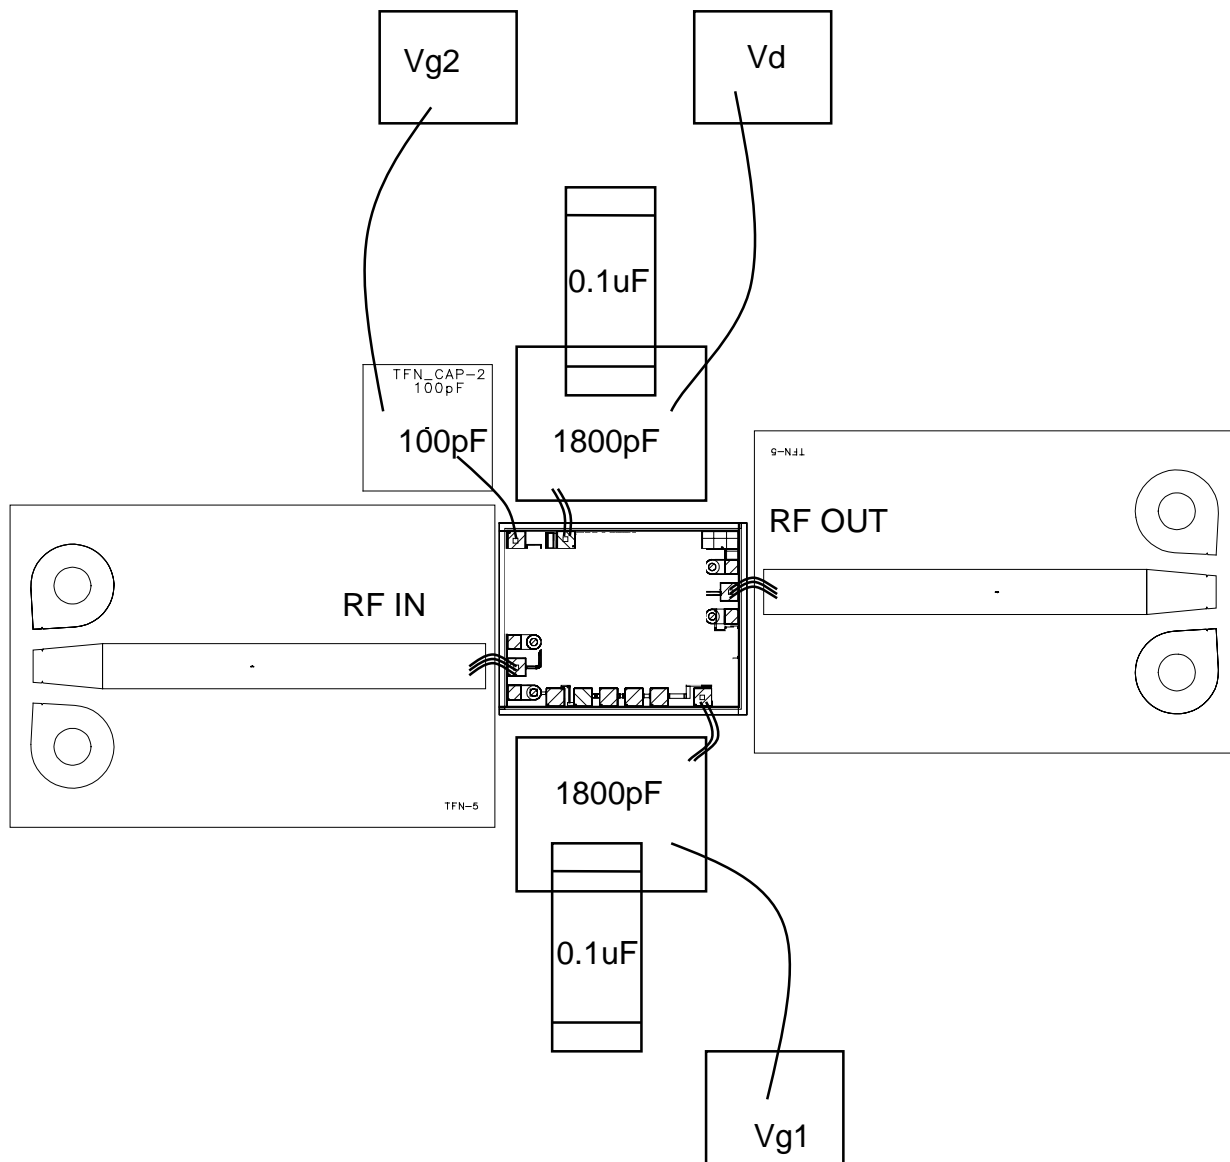 Vg2
Vd
0.1uF
TFN_CAP-2
100pF
100pF
1800pF
TFN-5
RF OUT
RF IN
1800pF
TFN-5
0.1uF
Vg1